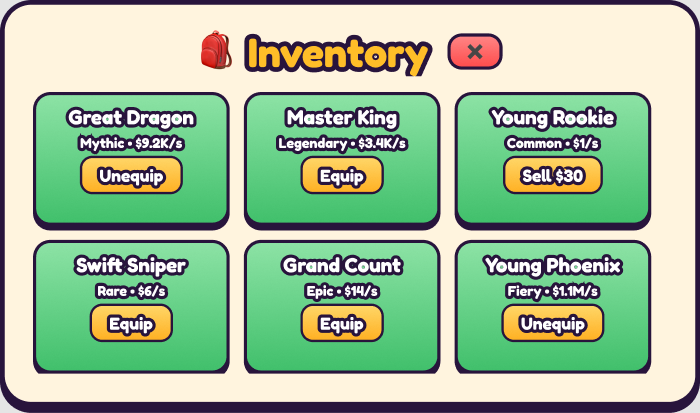 Inventory
Great Dragon
Mythic • $9.2K/s
Unequip
Master King
Legendary • $3.4K/s
Equip
Young Rookie
Common • $1/s
Sell $30
Swift Sniper
Rare • $6/s
Equip
Grand Count
Epic • $14/s
Equip
Young Phoenix
Fiery • $1.1M/s
Unequip